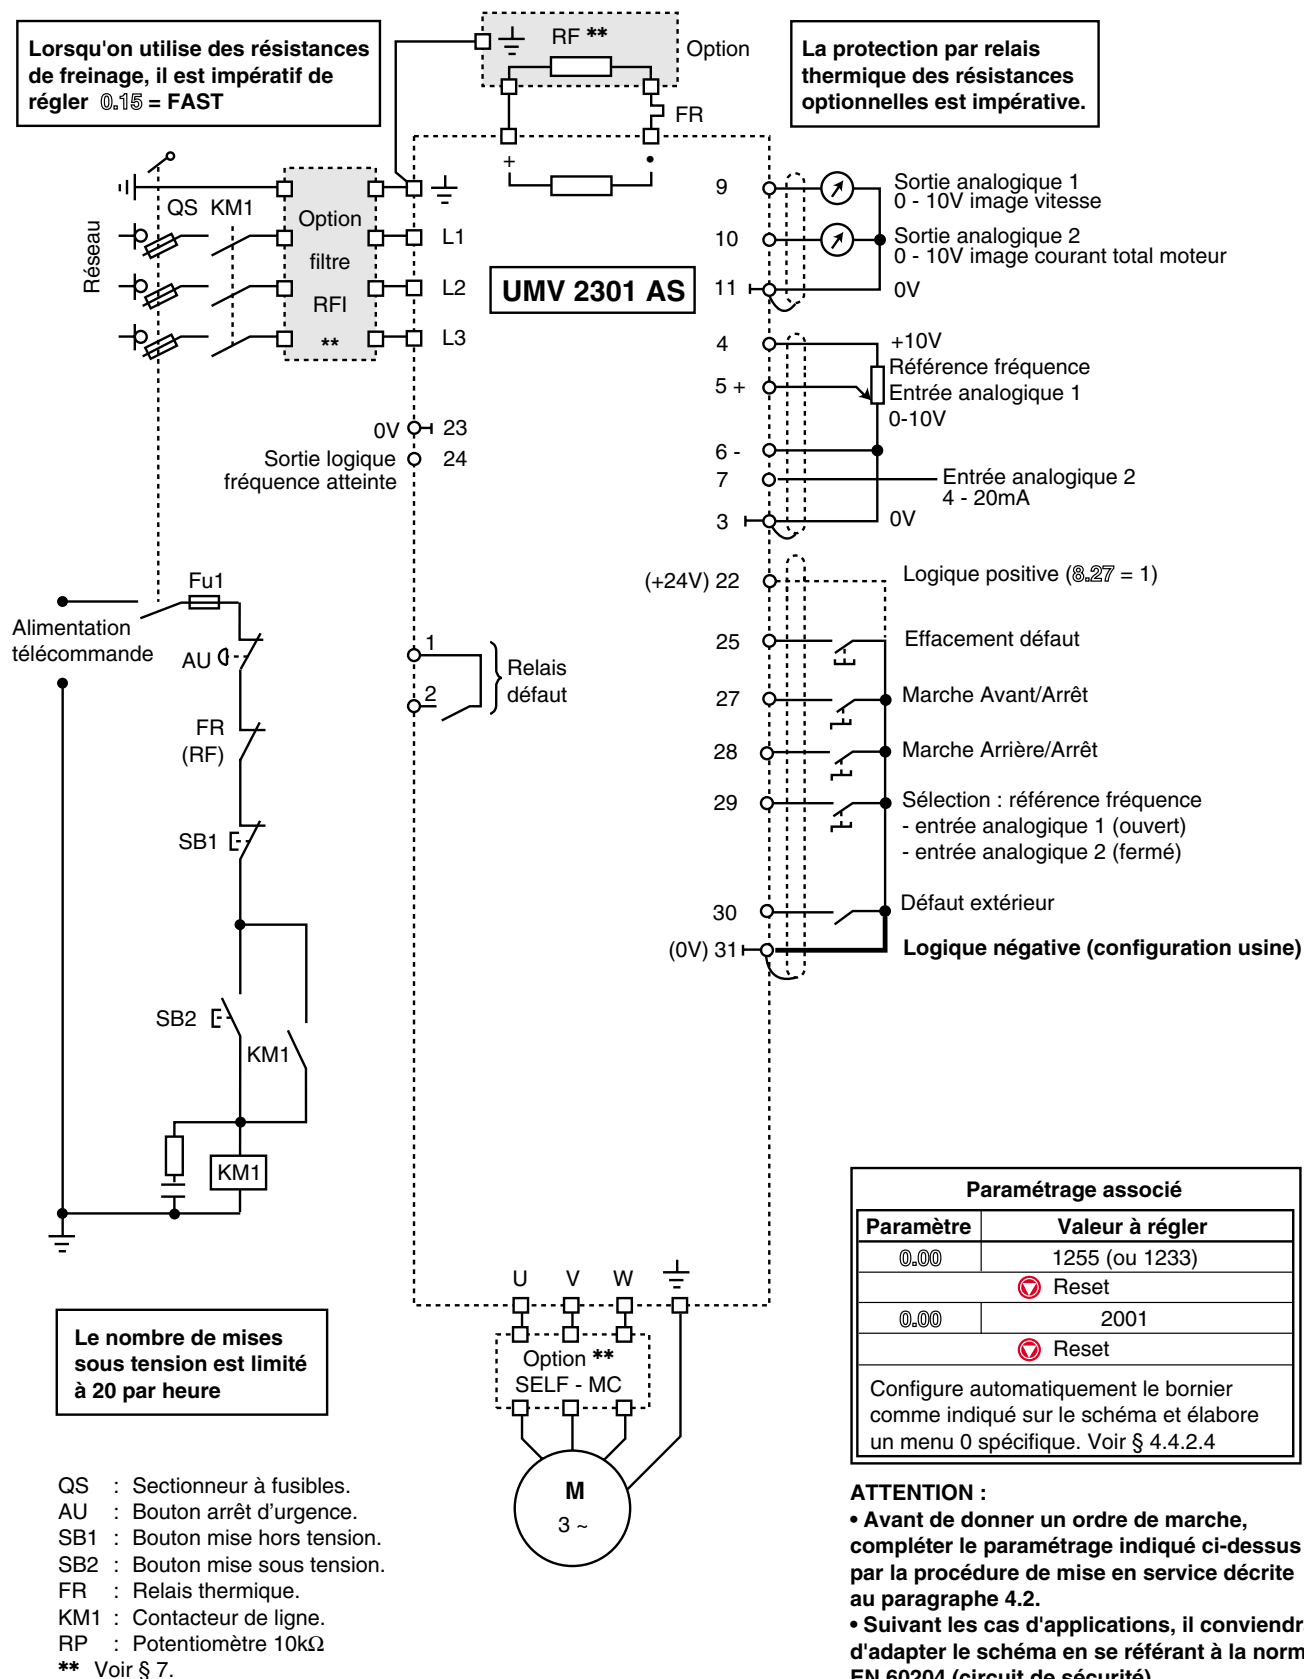 Lorsqu'on utilise des résistances
de freinage, il est impératif de
régler 0.15 = FAST
RF **
Option
FR
La protection par relais
thermique des résistances
optionnelles est impérative.
+
•
Réseau
QS KM1
Option
filtre
RFI
**
L1
L2
L3
UMV 2301 AS
9
Sortie analogique 1
0 - 10V image vitesse
10
Sortie analogique 2
0 - 10V image courant total moteur
11
0V
4
+10V
5 +
Référence fréquence
Entrée analogique 1
0-10V
6 -
7
Entrée analogique 2
4 - 20mA
3
0V
0V
23
Sortie logique
fréquence atteinte
24
(+24V) 22
Logique positive (8.27 = 1)
25
Effacement défaut
27
Marche Avant/Arrêt
28
Marche Arrière/Arrêt
29
Sélection : référence fréquence
- entrée analogique 1 (ouvert)
- entrée analogique 2 (fermé)
30
Défaut extérieur
(0V) 31
Logique négative (configuration usine)
1
2
Relais
défaut
Alimentation
télécommande
Fu1
AU
FR
(RF)
SB1
SB2
KM1
KM1
U V W
Option **
SELF - MC
M
3 ~
Le nombre de mises
sous tension est limité
à 20 par heure
Paramétrage associé
Paramètre Valeur à régler
0.00 1255 (ou 1233)
Reset
0.00 2001
Reset
Configure automatiquement le bornier
comme indiqué sur le schéma et élabore
un menu 0 spécifique. Voir § 4.4.2.4
QS : Sectionneur à fusibles.
AU : Bouton arrêt d'urgence.
SB1 : Bouton mise hors tension.
SB2 : Bouton mise sous tension.
FR : Relais thermique.
KM1 : Contacteur de ligne.
RP : Potentiomètre 10kΩ
** Voir § 7.
ATTENTION :
• Avant de donner un ordre de marche,
compléter le paramétrage indiqué ci-dessus
par la procédure de mise en service décrite
au paragraphe 4.2.
• Suivant les cas d'applications, il conviendr
d'adapter le schéma en se référant à la norm
EN 60204 (circuit de sécurité)